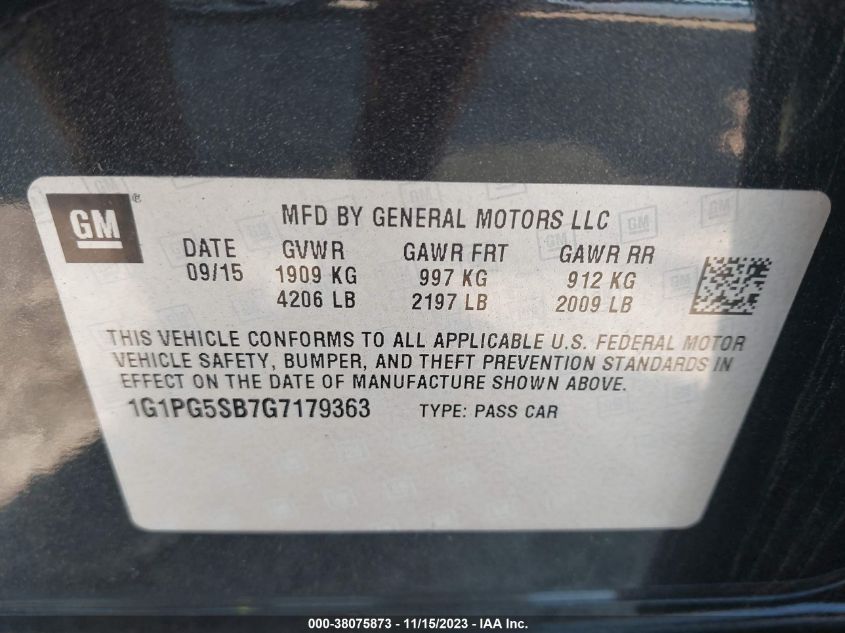 GM ®
MFD BY GENERAL MOTORS LLC
DATE GVWR GAWR FRT GAWR RR
09/15 1909 KG 997 KG 912 KG
4206 LB 2197 LB 2009 LB
THIS VEHICLE CONFORMS TO ALL APPLICABLE U.S. FEDERAL MOTOR
VEHICLE SAFETY, BUMPER, AND THEFT PREVENTION STANDARDS IN
EFFECT ON THE DATE OF MANUFACTURE SHOWN ABOVE.
1G1PG5SB7G7179363 TYPE: PASS CAR
000-38075873 - 11/15/2023 - IAA Inc.